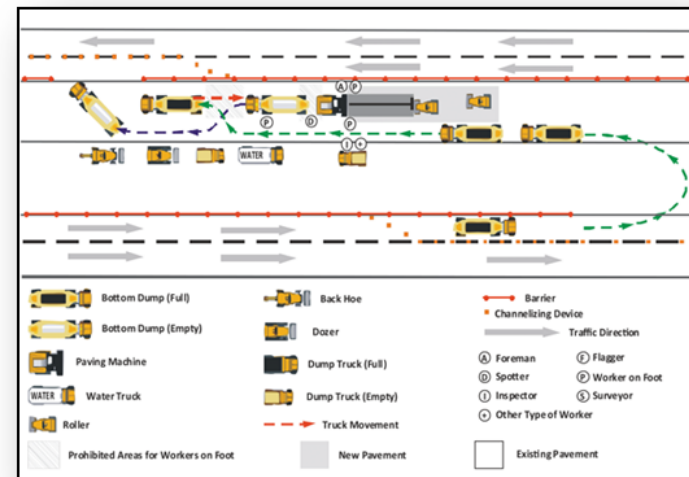 A P
P D P
I +
WATER
Bottom Dump (Full)
Back Hoe
Barrier
Channelizing Device
Bottom Dump (Empty)
Dozer
Traffic Direction
Paving Machine
Dump Truck (Full)
A Foreman
F Flagger
D Spotter
P Worker on Foot
WATER Water Truck
Dump Truck (Empty)
I Inspector
S Surveyor
+ Other Type of Worker
Roller
Truck Movement
Prohibited Areas for Workers on Foot
New Pavement
Existing Pavement